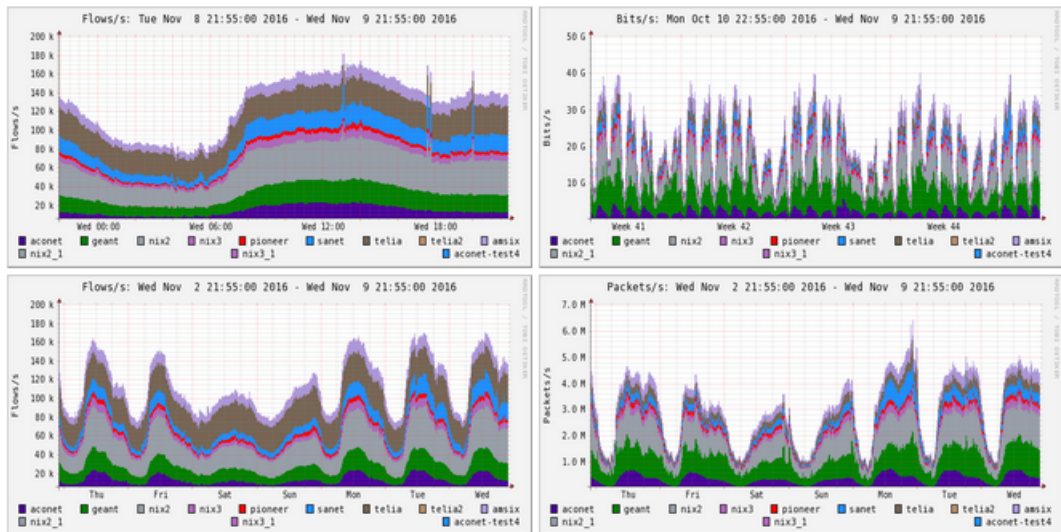 Flows/s: Tue Nov 8 21:55:00 2016 - Wed Nov 9 21:55:00 2016
200 k
180 k
160 k
140 k
120 k
100 k
80 k
60 k
40 k
20 k
Flows/s
Wed 00:00 Wed 06:00 Wed 12:00 Wed 18:00
aconet geant nix2 nix3 pioneer sanet telia telia2 amsix
nix2_1 nix3_1 aconet-test4
Bits/s: Mon Oct 10 22:55:00 2016 - Wed Nov 9 21:55:00 2016
50 G
40 G
30 G
20 G
10 G
Bits/s
Week 41 Week 42 Week 43 Week 44
aconet geant nix2 nix3 pioneer sanet telia telia2 amsix
nix2_1 nix3_1 aconet-test4
Flows/s: Wed Nov 2 21:55:00 2016 - Wed Nov 9 21:55:00 2016
200 k
180 k
160 k
140 k
120 k
100 k
80 k
60 k
40 k
20 k
Flows/s
Thu Fri Sat Sun Mon Tue Wed
aconet geant nix2 nix3 pioneer sanet telia telia2 amsix
nix2_1 nix3_1 aconet-test4
Packets/s: Wed Nov 2 21:55:00 2016 - Wed Nov 9 21:55:00 2016
7.0 M
6.0 M
5.0 M
4.0 M
3.0 M
2.0 M
1.0 M
Packets/s
Thu Fri Sat Sun Mon Tue Wed
aconet geant nix2 nix3 pioneer sanet telia telia2 amsix
nix2_1 nix3_1 aconet-test4